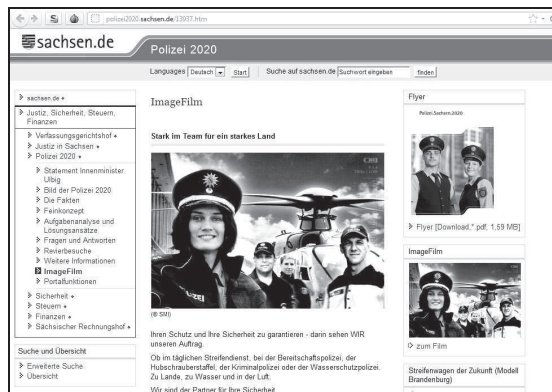 polizei2020.sachsen.de/13937.htm
sachsen.de
Polizei 2020
Languages Deutsch Start Suche auf sachsen.de Suchwort eingeben finden
sachsen.de
Justiz, Sicherheit, Steuern,
Finanzen
Verfassungsgerichtshof
Justiz in Sachsen
Polizei 2020
Statement Innenminister
Ulbig
Bild der Polizei 2020
Die Fakten
Feinkonzept
Aufgabenanalyse und
Lösungsansätze
Fragen und Antworten
Revierbesuche
Weitere Informationen
ImageFilm
Portalfunktionen
Sicherheit
Steuern
Finanzen
Sächsischer Rechnungshof
Suche und Übersicht
Erweiterte Suche
Übersicht
ImageFilm
Stark im Team für ein starkes Land
(© SMI)
Ihren Schutz und Ihre Sicherheit zu garantieren - darin sehen WIR
unseren Auftrag.
Ob im täglichen Streifendienst, bei der Bereitschaftspolizei, der
Hubschrauberstaffel, der Kriminalpolizei oder der Wasserschutzpolizei.
Zu Lande, zu Wasser und in der Luft.
Wir sind der Partner für Ihre Sicherheit
Flyer
Polizei.Sachsen.2020
Flyer [Download,*.pdf, 1,59 MB]
ImageFilm
zum Film
Streifenwagen der Zukunft (Modell
Brandenburg)